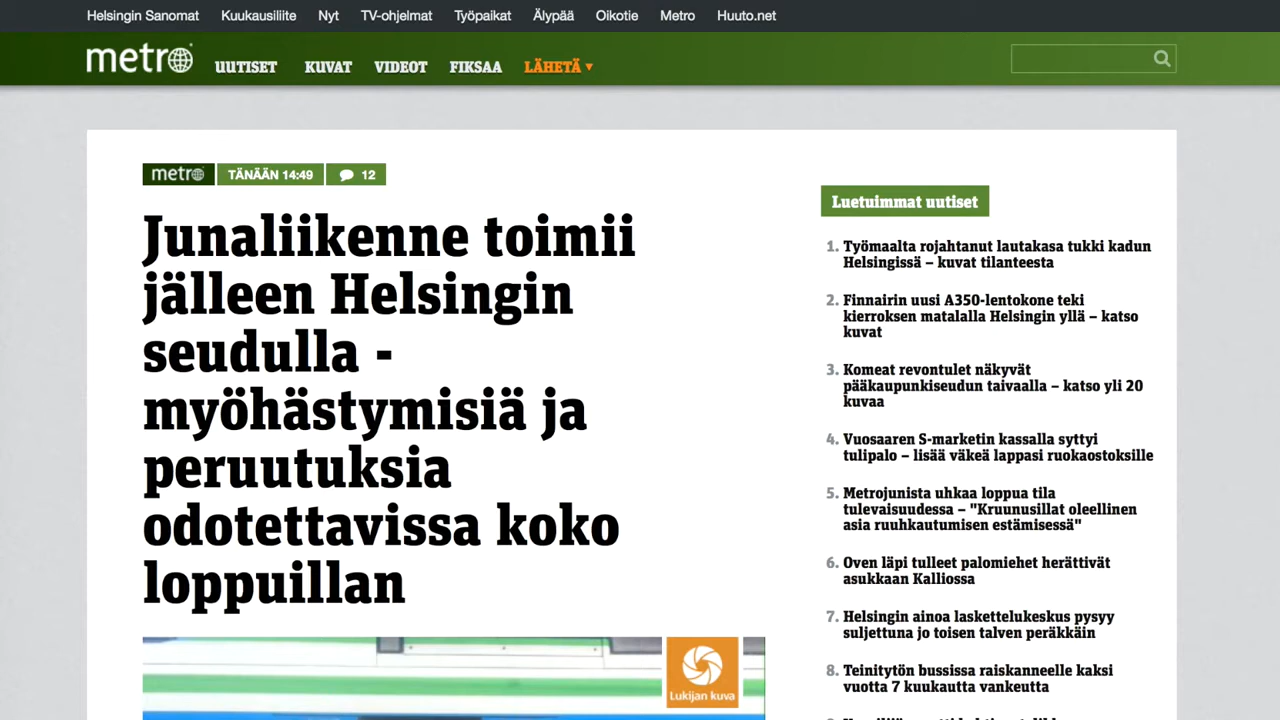 Helsingin Sanomat Kuukausiliite Nyt TV-ohjelmat Työpaikat Älypää Oikotie Metro Huuto.net
metro UUTISET KUVAT VIDEOT FIKSAA LÄHETÄ
metro TÄNÄÄN 14:49 12
Junaliikenne toimii
jälleen Helsingin
seudulla -
myöhästymisiä ja
peruutuksia
odotettavissa koko
loppuillan
Lukijan kuva
Luetuimmat uutiset
1. Työmaalta rojahtanut lautakasa tukki kadun
Helsingissä – kuvat tilanteesta
2. Finnairin uusi A350-lentokone teki
kierroksen matalalla Helsingin yllä – katso
kuvat
3. Komeat revontulet näkyvät
pääkaupunkiseudun taivaalla – katso yli 20
kuvaa
4. Vuosaaren S-marketin kassalla syttyi
tulipalo – lisää väkeä lappasi ruokaostoksille
5. Metrojunista uhkaa loppua tila
tulevaisuudessa – "Kruunusillat oleellinen
asia ruuhkautumisen estämisessä"
6. Oven läpi tulleet palomiehet herättivät
asukkaan Kalliossa
7. Helsingin ainoa laskettelukeskus pysyy
suljettuna jo toisen talven peräkkäin
8. Teinitytön bussissa raiskanneelle kaksi
vuotta 7 kuukautta vankeutta